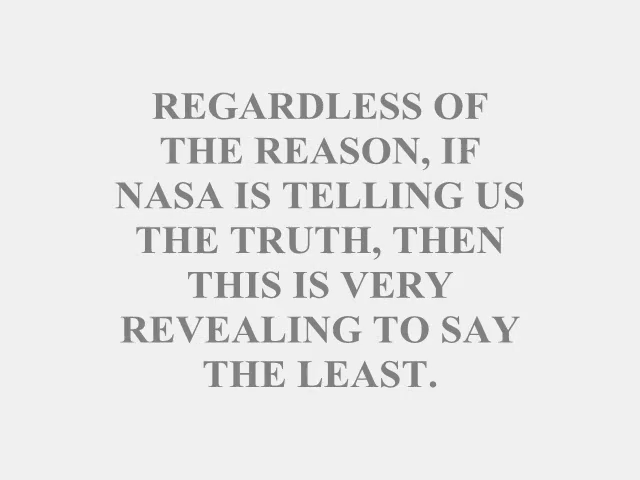 REGARDLESS OF
THE REASON, IF
NASA IS TELLING US
THE TRUTH, THEN
THIS IS VERY
REVEALING TO SAY
THE LEAST.